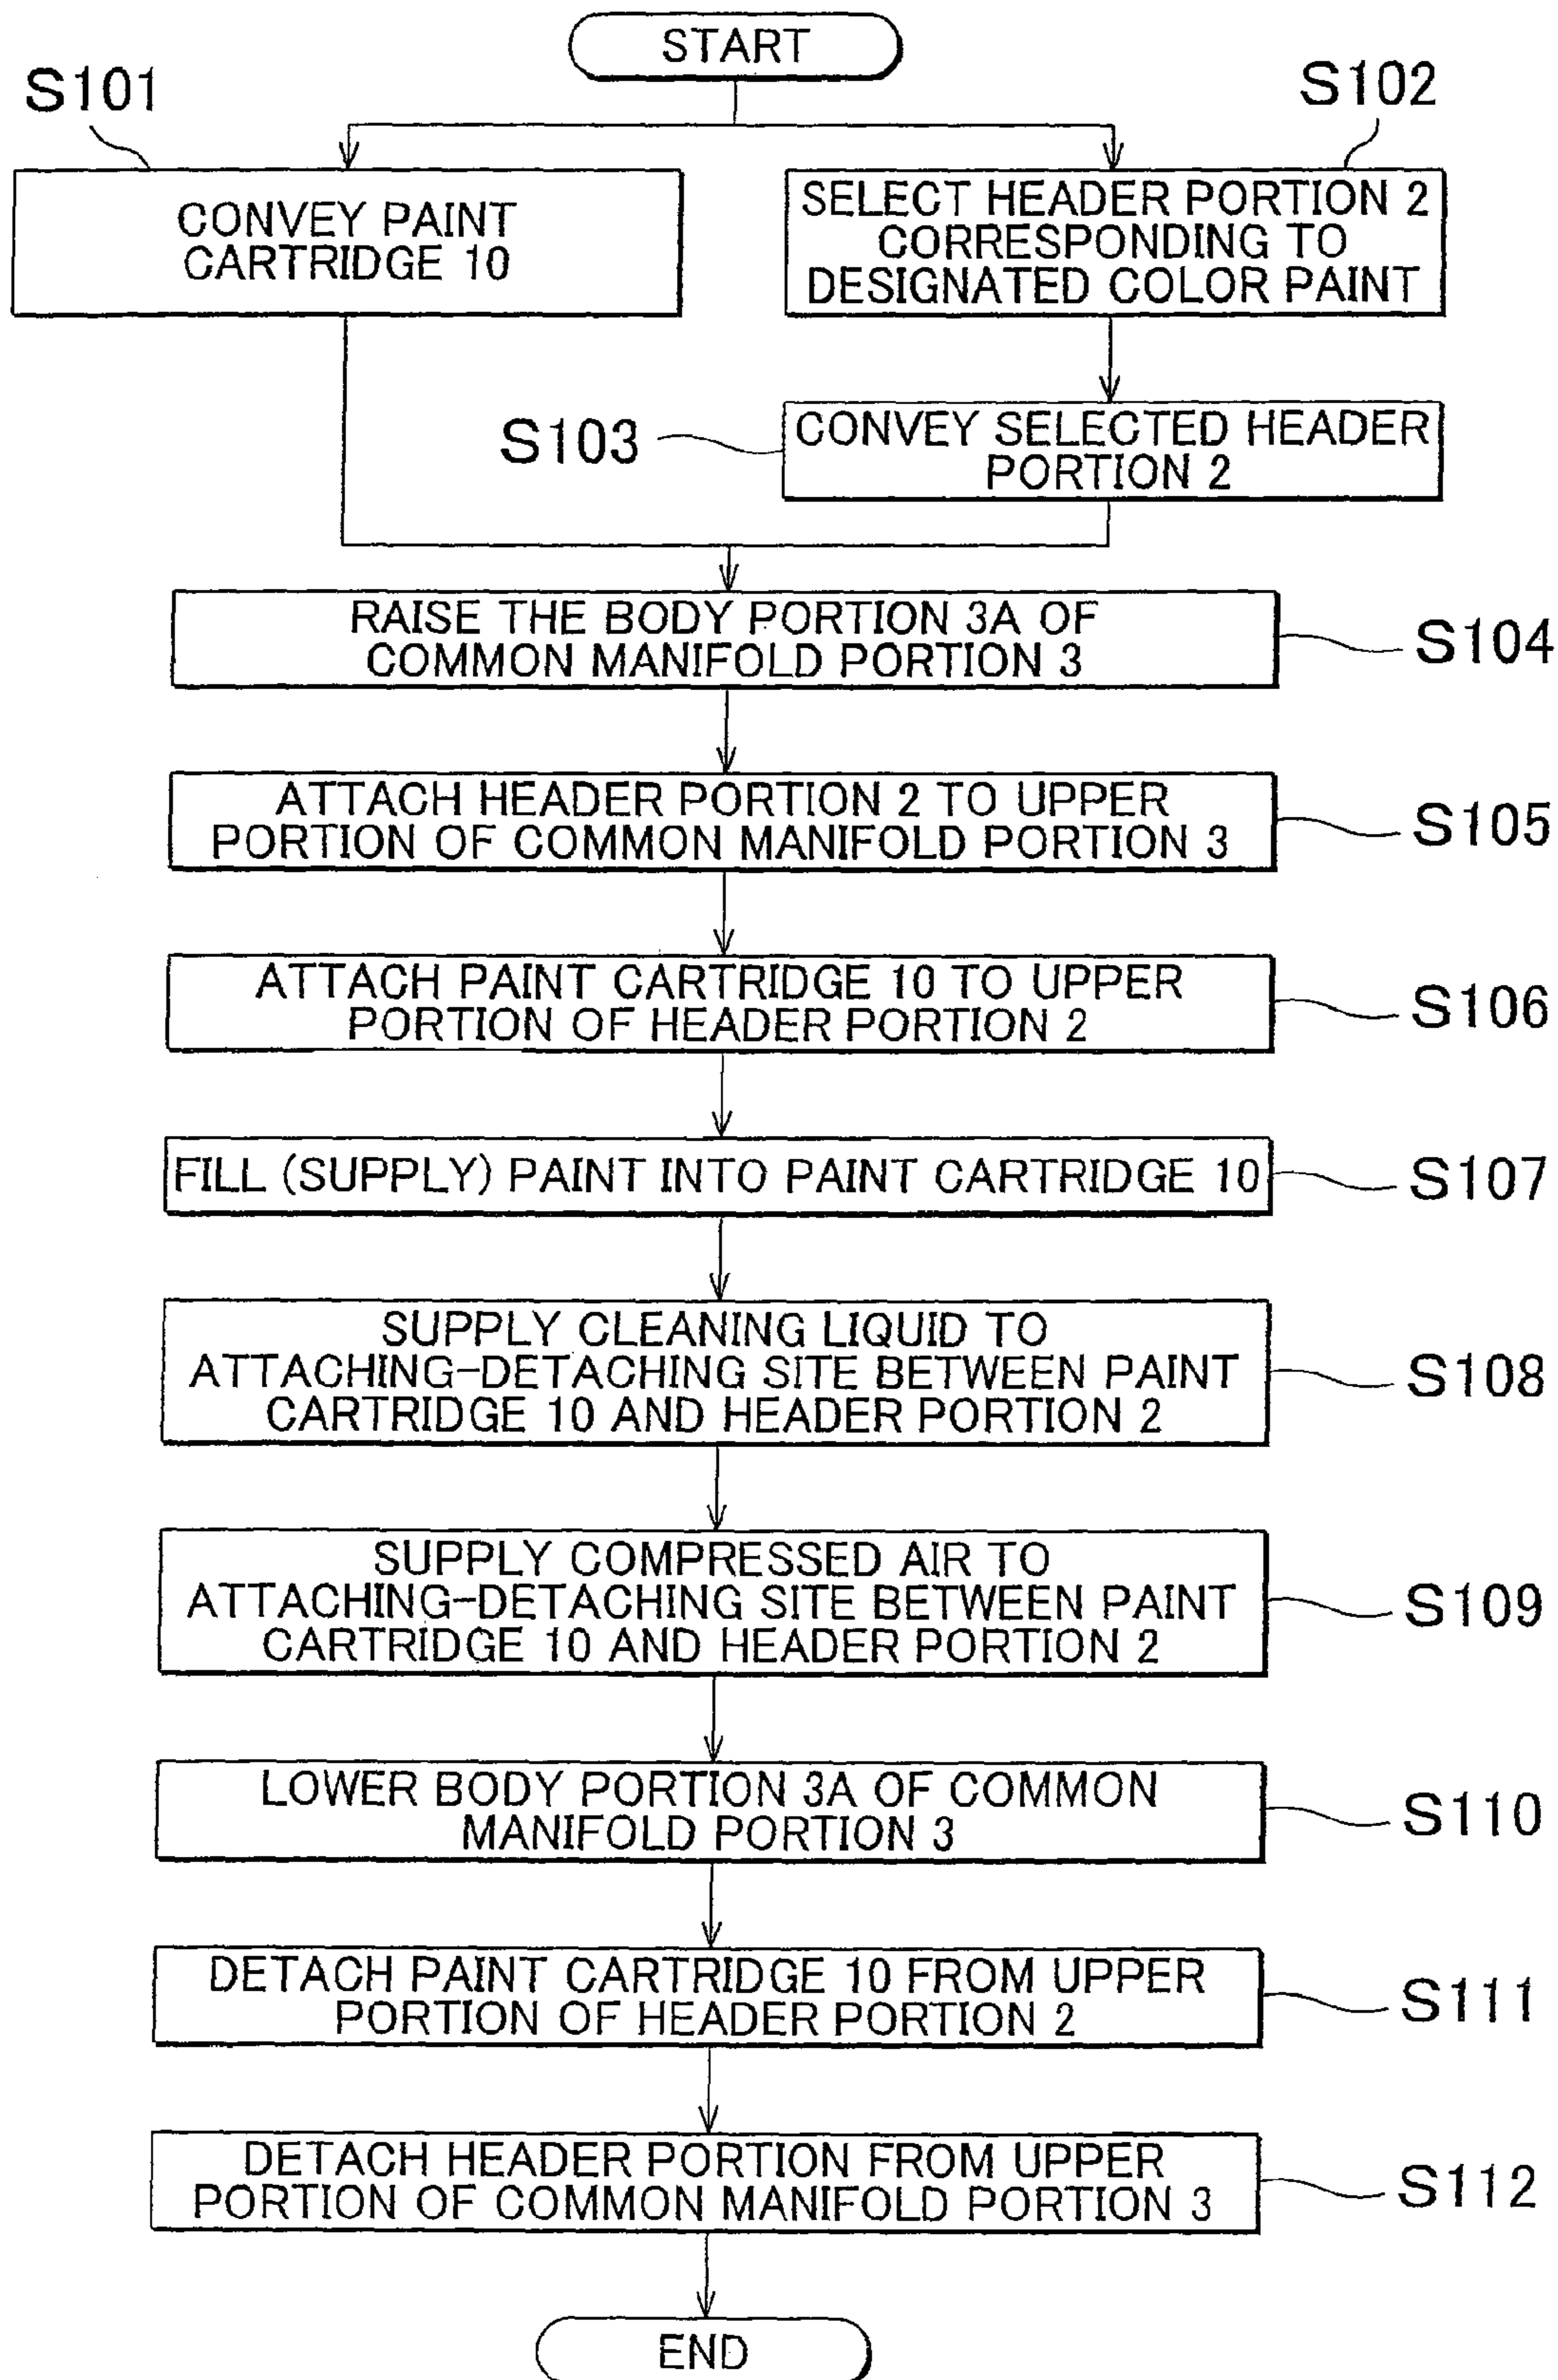 START
S101
S102
CONVEY PAINT
CARTRIDGE 10
SELECT HEADER PORTION 2
CORRESPONDING TO
DESIGNATED COLOR PAINT
S103
CONVEY SELECTED HEADER
PORTION 2
RAISE THE BODY PORTION 3A OF
COMMON MANIFOLD PORTION 3
S104
ATTACH HEADER PORTION 2 TO UPPER
PORTION OF COMMON MANIFOLD PORTION 3
S105
ATTACH PAINT CARTRIDGE 10 TO UPPER
PORTION OF HEADER PORTION 2
S106
FILL (SUPPLY) PAINT INTO PAINT CARTRIDGE 10
S107
SUPPLY CLEANING LIQUID TO
ATTACHING-DETACHING SITE BETWEEN PAINT
CARTRIDGE 10 AND HEADER PORTION 2
S108
SUPPLY COMPRESSED AIR TO
ATTACHING-DETACHING SITE BETWEEN PAINT
CARTRIDGE 10 AND HEADER PORTION 2
S109
LOWER BODY PORTION 3A OF COMMON
MANIFOLD PORTION 3
S110
DETACH PAINT CARTRIDGE 10 FROM UPPER
PORTION OF HEADER PORTION 2
S111
DETACH HEADER PORTION FROM UPPER
PORTION OF COMMON MANIFOLD PORTION 3
S112
END